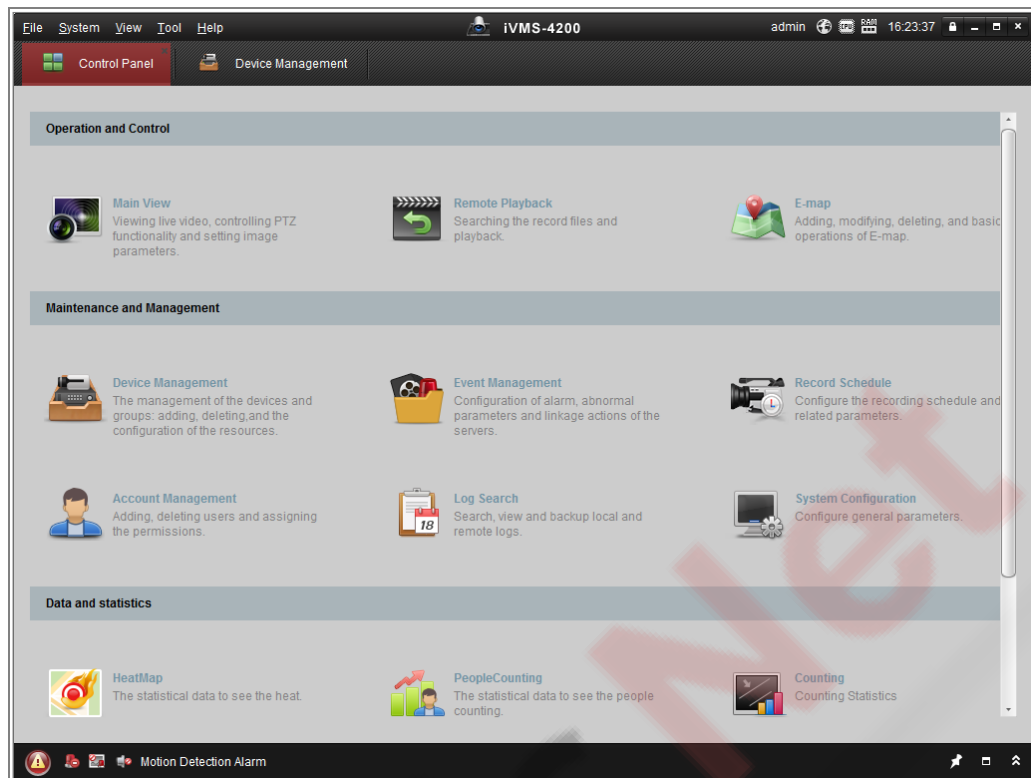 File System View Tool Help iVMS-4200 admin CPU RAM 16:23:37
Control Panel Device Management
Operation and Control
Main View
Viewing live video, controlling PTZ
functionality and setting image
parameters.
Remote Playback
Searching the record files and
playback.
E-map
Adding, modifying, deleting, and basic
operations of E-map.
Maintenance and Management
Device Management
The management of the devices and
groups: adding, deleting,and the
configuration of the resources.
Event Management
Configuration of alarm, abnormal
parameters and linkage actions of the
servers.
Record Schedule
Configure the recording schedule and
related parameters.
Account Management
Adding, deleting users and assigning
the permissions.
18
Log Search
Search, view and backup local and
remote logs.
System Configuration
Configure general parameters.
Data and statistics
HeatMap
The statistical data to see the heat.
PeopleCounting
The statistical data to see the people
counting.
Counting
Counting Statistics
Motion Detection Alarm
Net